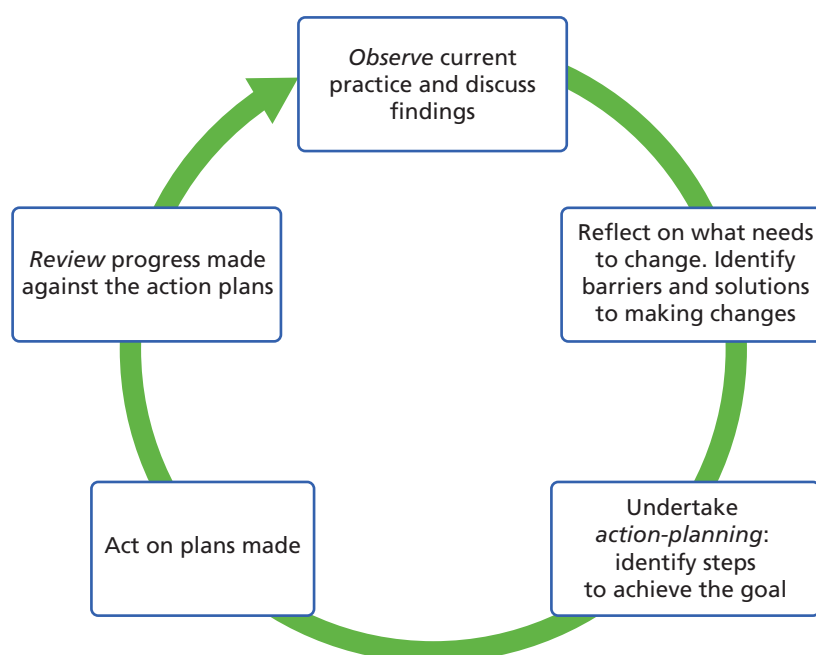 Observe current
practice and discuss
findings
Reflect on what needs
to change. Identify
barriers and solutions
to making changes
Undertake
action-planning:
identify steps
to achieve the goal
Act on plans made
Review progress made
against the action plans